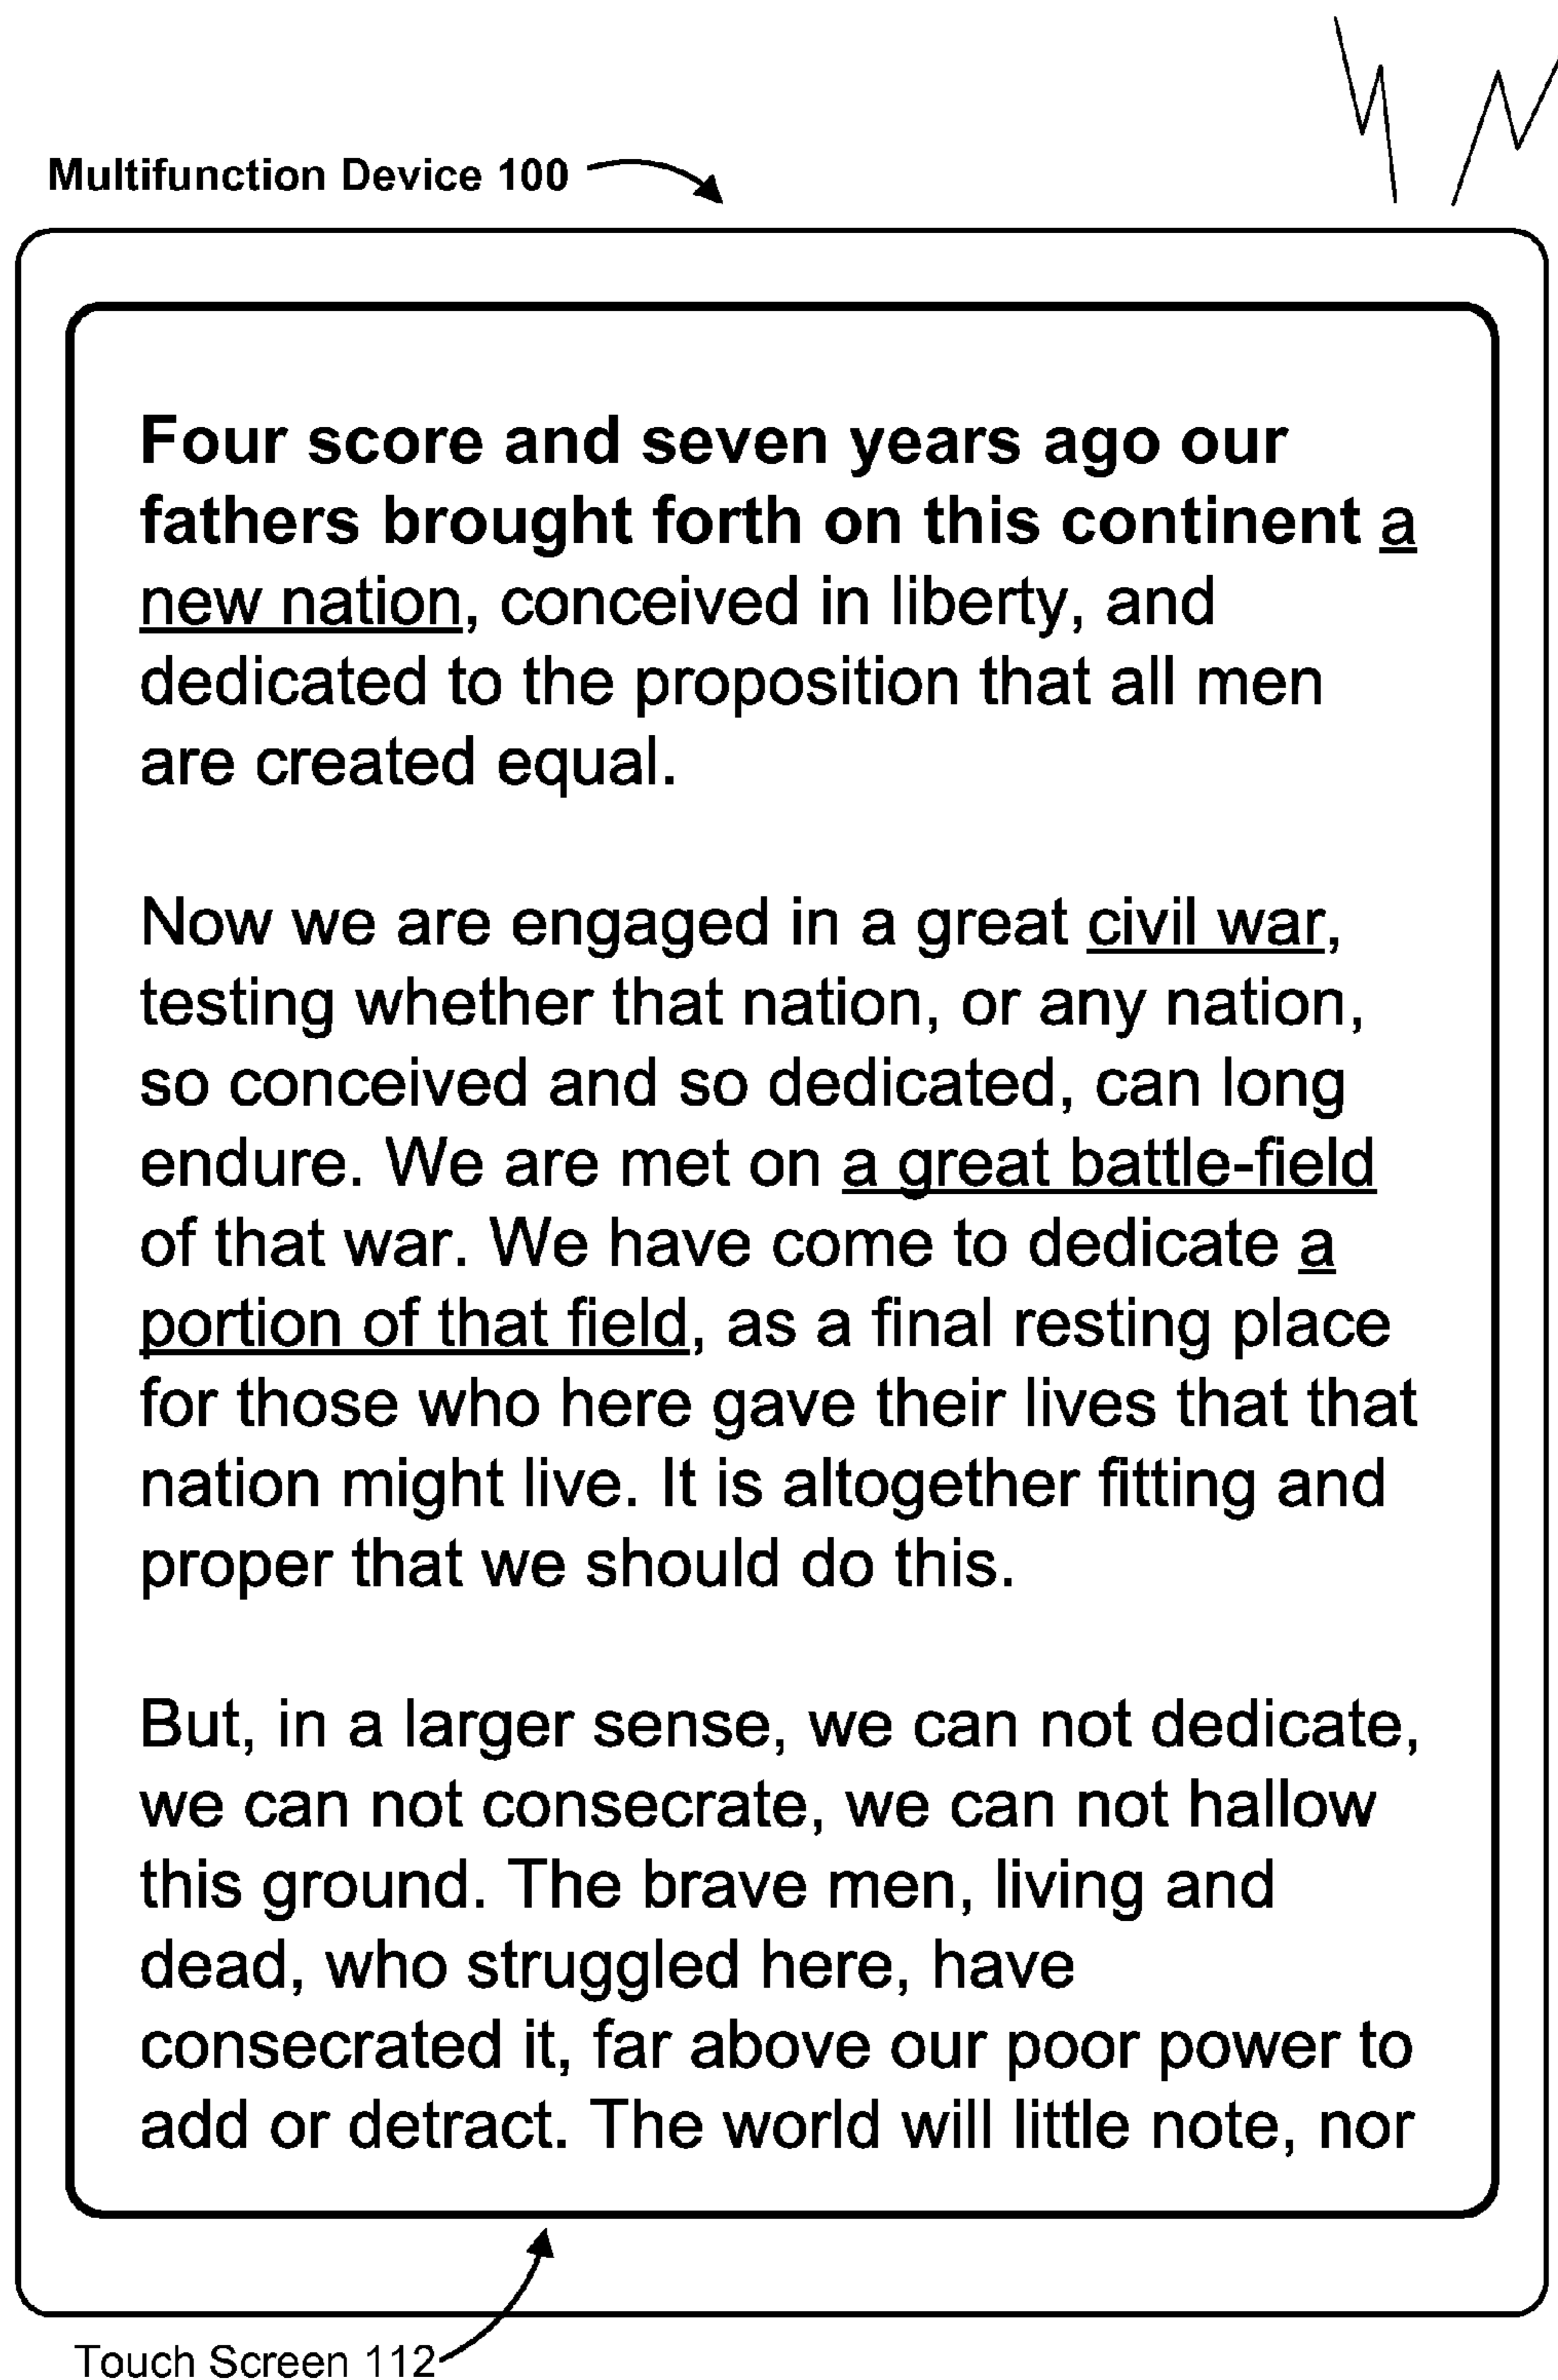 Multifunction Device 100
Four score and seven years ago our
fathers brought forth on this continent a
new nation, conceived in liberty, and
dedicated to the proposition that all men
are created equal.
Now we are engaged in a great civil war,
testing whether that nation, or any nation,
so conceived and so dedicated, can long
endure. We are met on a great battle-field
of that war. We have come to dedicate a
portion of that field, as a final resting place
for those who here gave their lives that that
nation might live. It is altogether fitting and
proper that we should do this.
But, in a larger sense, we can not dedicate,
we can not consecrate, we can not hallow
this ground. The brave men, living and
dead, who struggled here, have
consecrated it, far above our poor power to
add or detract. The world will little note, nor
Touch Screen 112